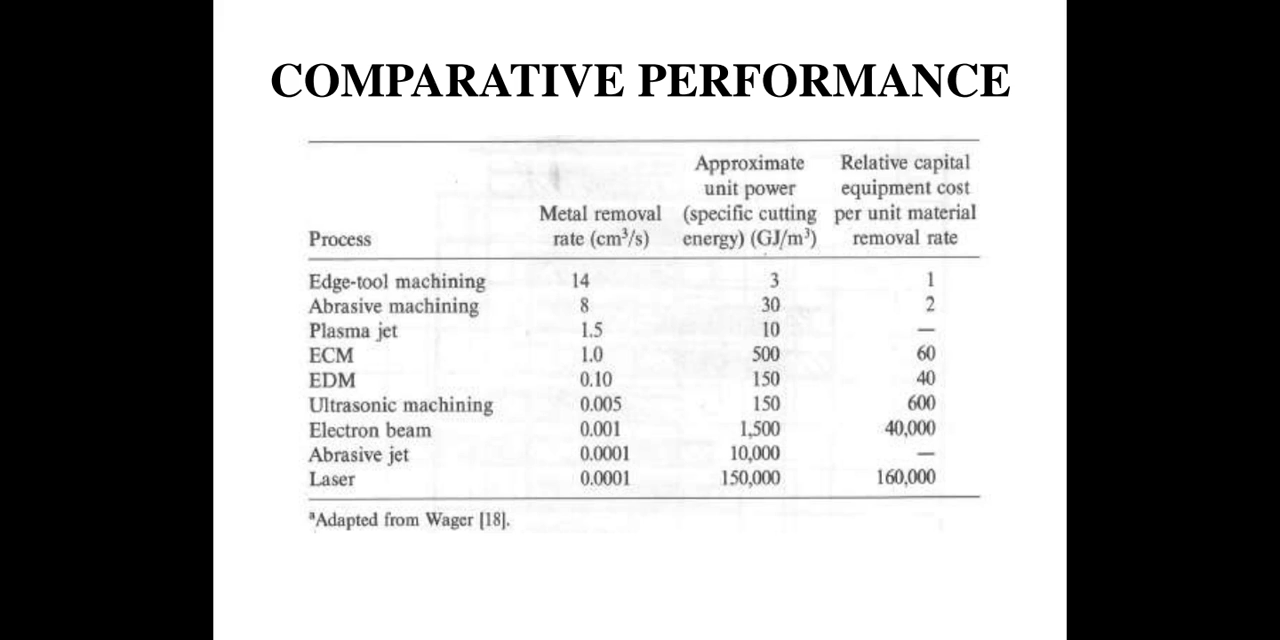 COMPARATIVE PERFORMANCE
Approximate Relative capital
unit power equipment cost
Metal removal (specific cutting per unit material
Process rate (cm³/s) energy) (GJ/m³) removal rate
Edge-tool machining 14 3 1
Abrasive machining 8 30 2
Plasma jet 1.5 10 —
ECM 1.0 500 60
EDM 0.10 150 40
Ultrasonic machining 0.005 150 600
Electron beam 0.001 1,500 40,000
Abrasive jet 0.0001 10,000 —
Laser 0.0001 150,000 160,000
ᵃAdapted from Wager [18].